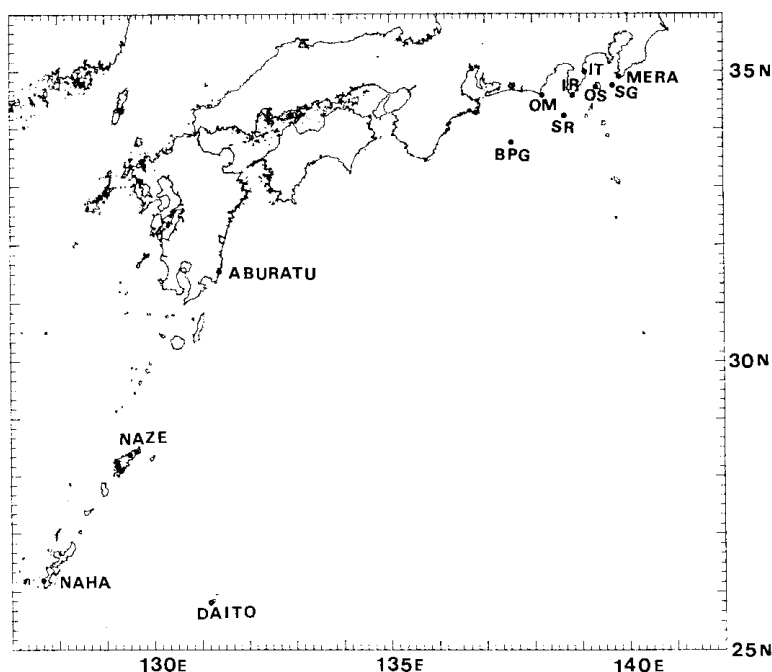 35N
IT
MERA
IR
OS
SG
OM
SR
BPG
ABURATU
30N
NAZE
NAHA
DAITO
25N
130E
135E
140E